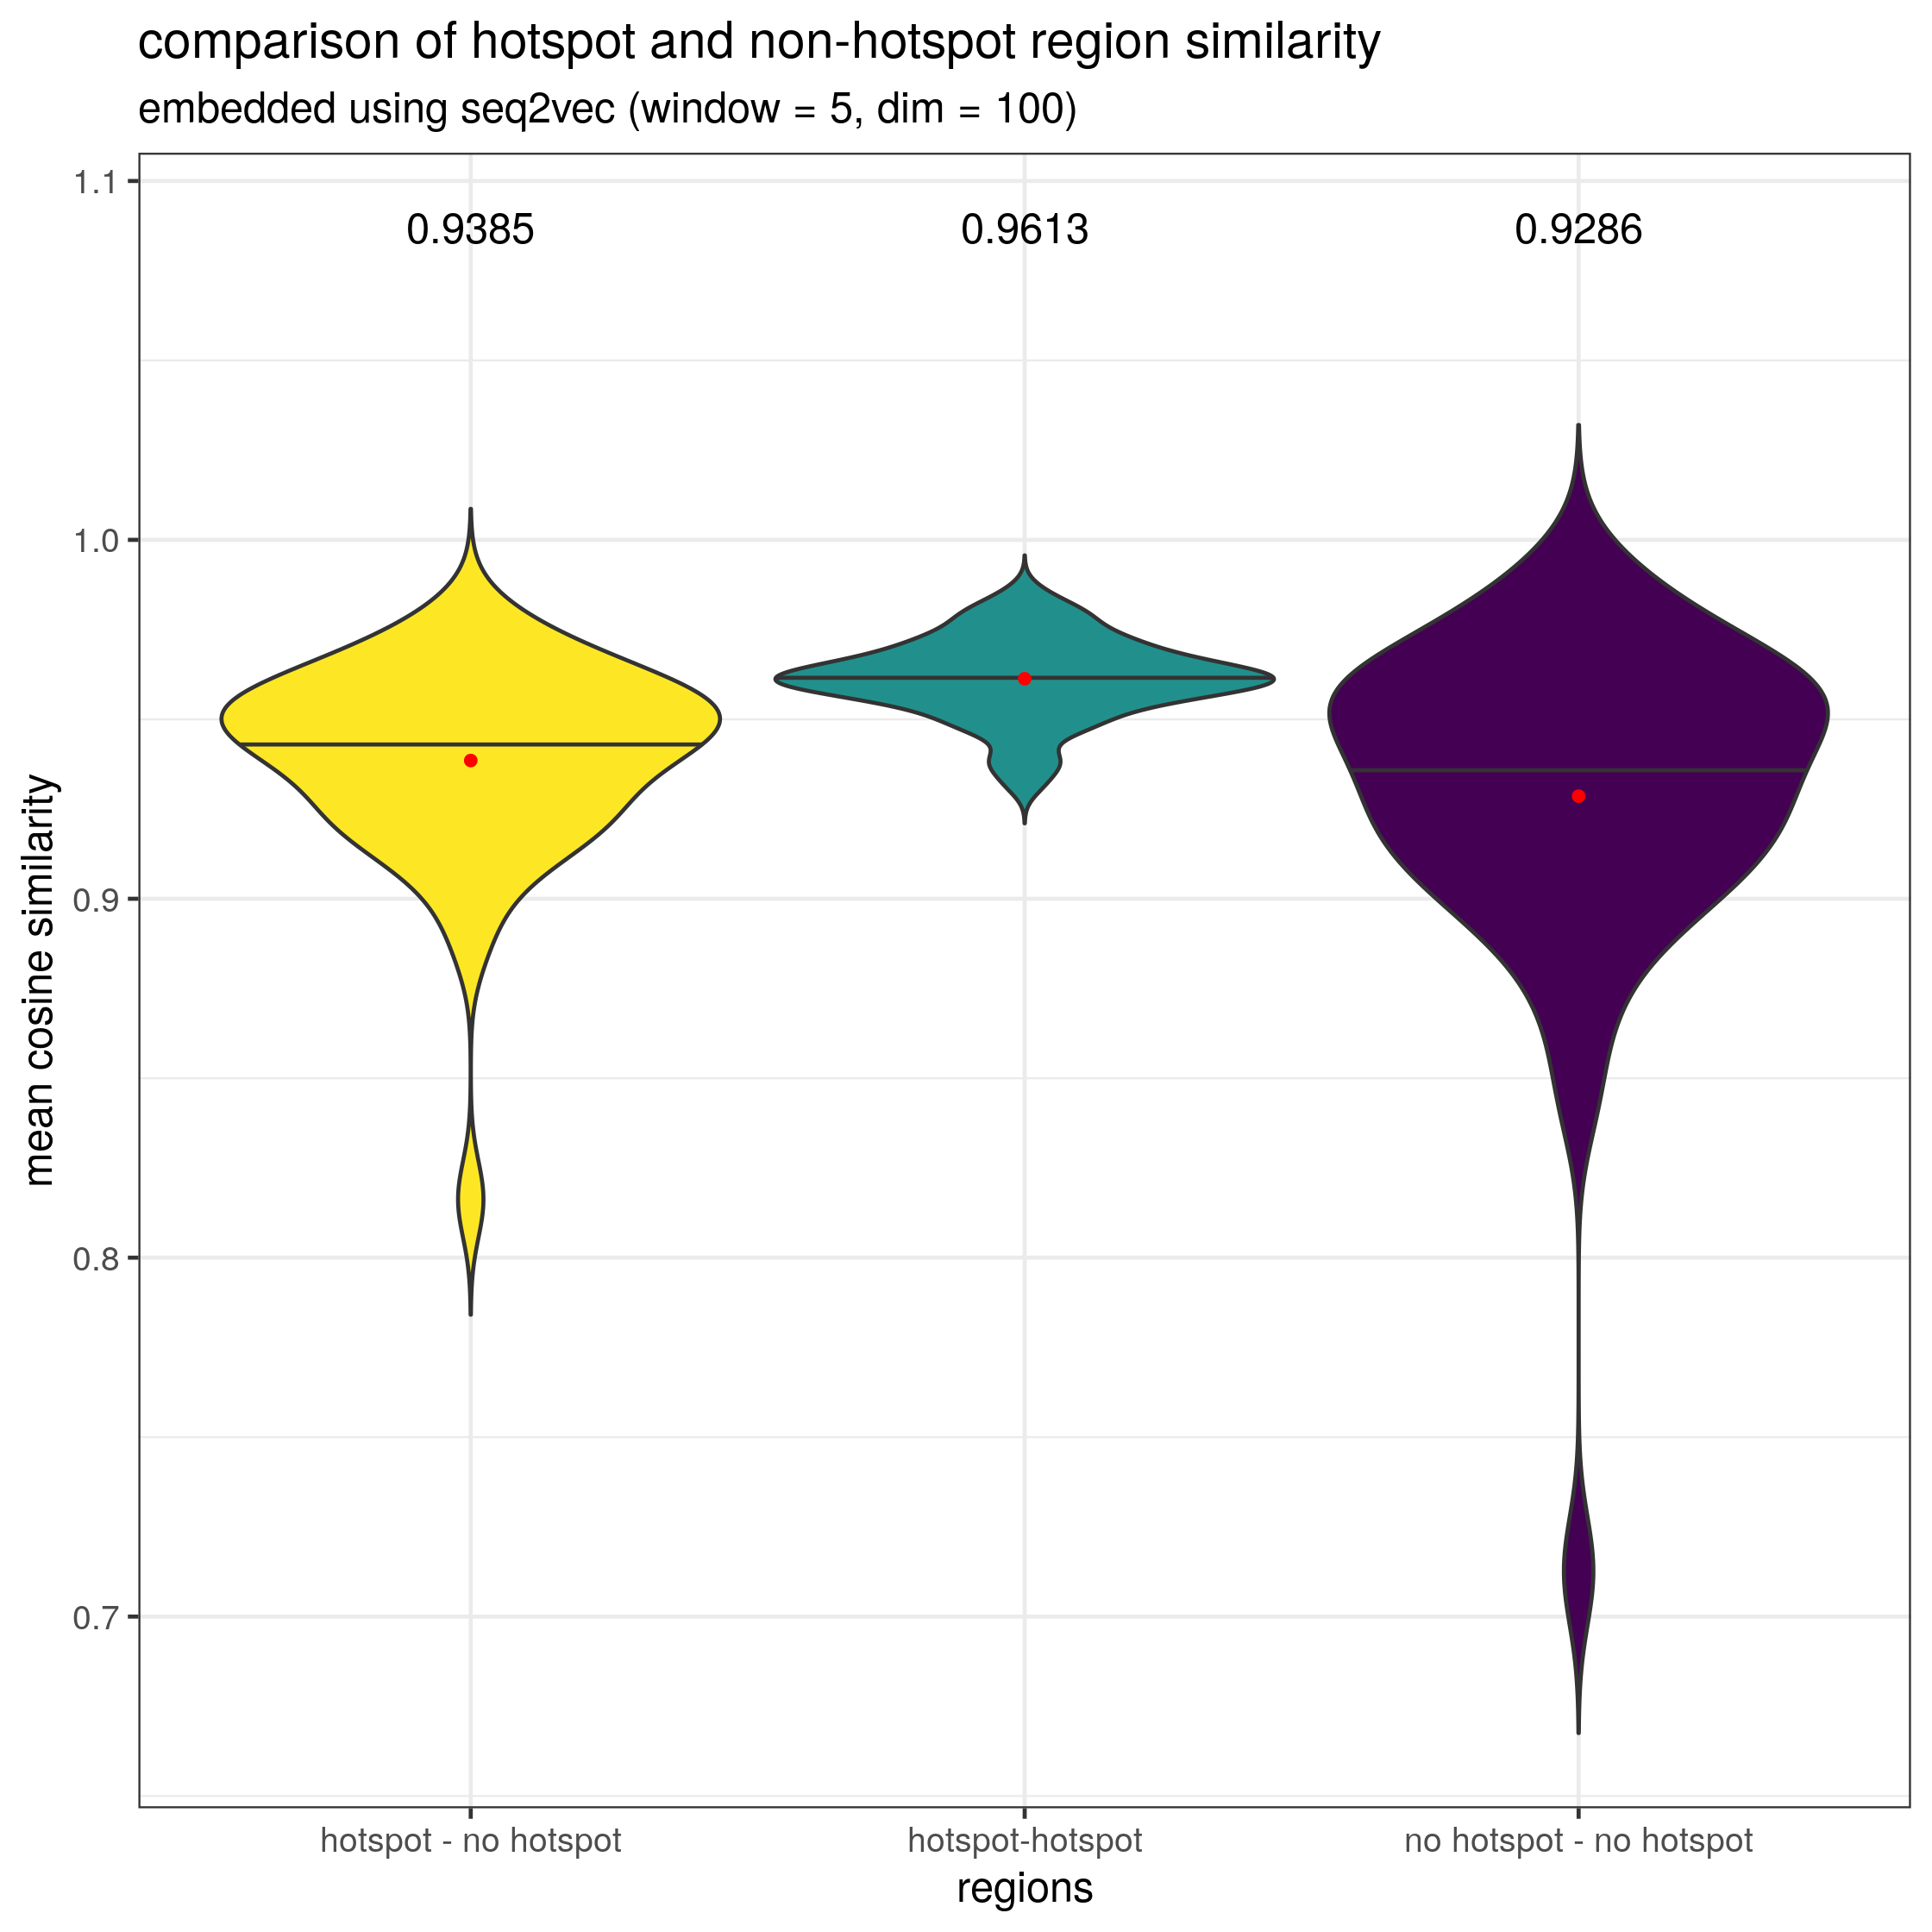 comparison of hotspot and non-hotspot region similarity
embedded using seq2vec (window = 5, dim = 100)
mean cosine similarity
1.1
1.0
0.9
0.8
0.7
0.9385 0.9613 0.9286
hotspot - no hotspot hotspot-hotspot no hotspot - no hotspot
regions